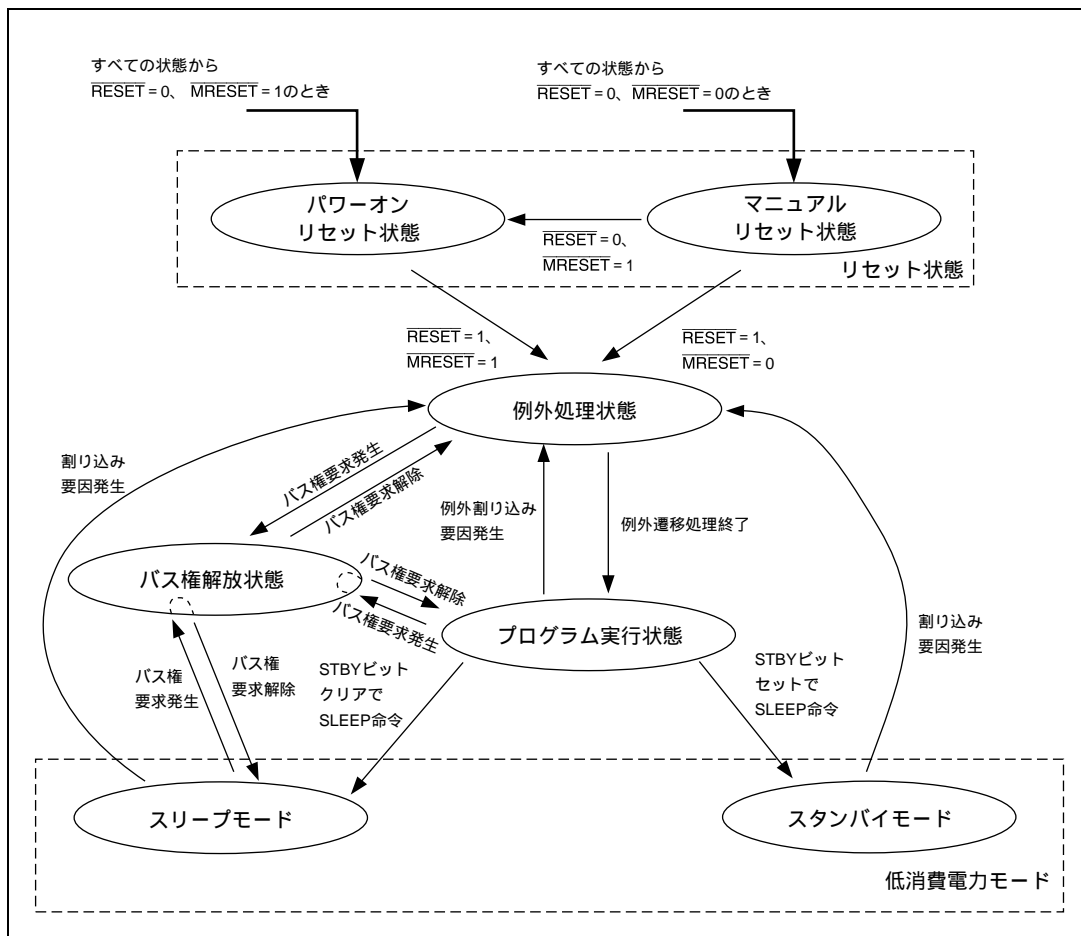 すべての状態から
RESET = 0、 MRESET = 1のとき
すべての状態から
RESET = 0、MRESET = 0のとき
パワーオン
リセット状態
マニュアル
リセット状態
RESET = 0、
MRESET = 1
リセット状態
RESET = 1、
MRESET = 1
RESET = 1、
MRESET = 0
例外処理状態
割り込み
要因発生
バス権要求発生
バス権要求解除
例外割り込み
要因発生
例外遷移処理終了
バス権解放状態
バス権要求解除
バス権要求発生
プログラム実行状態
割り込み
要因発生
バス権
要求発生
バス権
要求解除
STBYビット
クリアで
SLEEP命令
STBYビット
セットで
SLEEP命令
スリープモード
スタンバイモード
低消費電力モード